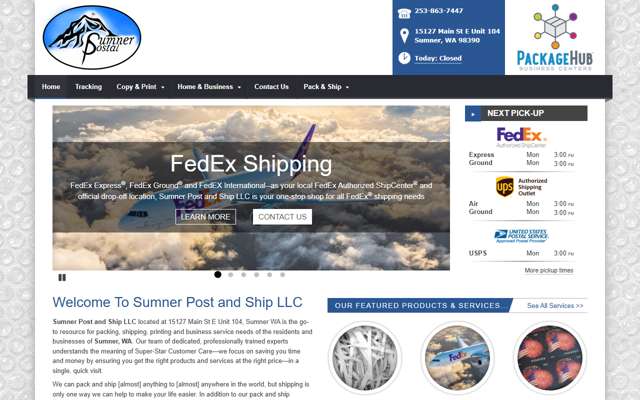 Sumner
Postal
253-863-7447
15127 Main St E Unit 104
Sumner, WA 98390
Today: Closed
PACKAGEHUB
BUSINESS CENTERS
Home
Tracking
Copy & Print
Home & Business
Contact Us
Pack & Ship
FedEx Shipping
FedEx Express®, FedEx Ground® and FedEX International–as your local FedEx Authorized ShipCenter® and
official drop-off location, Sumner Post and Ship LLC is your one-stop shop for all FedEx® shipping needs
LEARN MORE
CONTACT US
» NEXT PICK-UP
FedEx®
Authorized ShipCenter
Express Mon 3:00 PM
Ground Mon 3:00 PM
ups
Authorized
Shipping
Outlet
Air Mon 3:00 PM
Ground Mon 3:00 PM
UNITED STATES
POSTAL SERVICE
Approved Postal Provider
USPS Mon 3:00 PM
More pickup times
Welcome To Sumner Post and Ship LLC
Sumner Post and Ship LLC located at 15127 Main St E Unit 104, Sumner WA is the go-
to resource for packing, shipping, printing and business service needs of the residents and
businesses of Sumner, WA. Our team of dedicated, professionally trained experts
understands the meaning of Super-Star Customer Care—we focus on saving you time
and money by ensuring you get the right products and services at the right price—in a
single, quick visit.
We can pack and ship [almost] anything to [almost] anywhere in the world, but shipping is
only one way we can help to make your life easier. In addition to our pack and ship
OUR FEATURED PRODUCTS & SERVICES...
See All Services >>